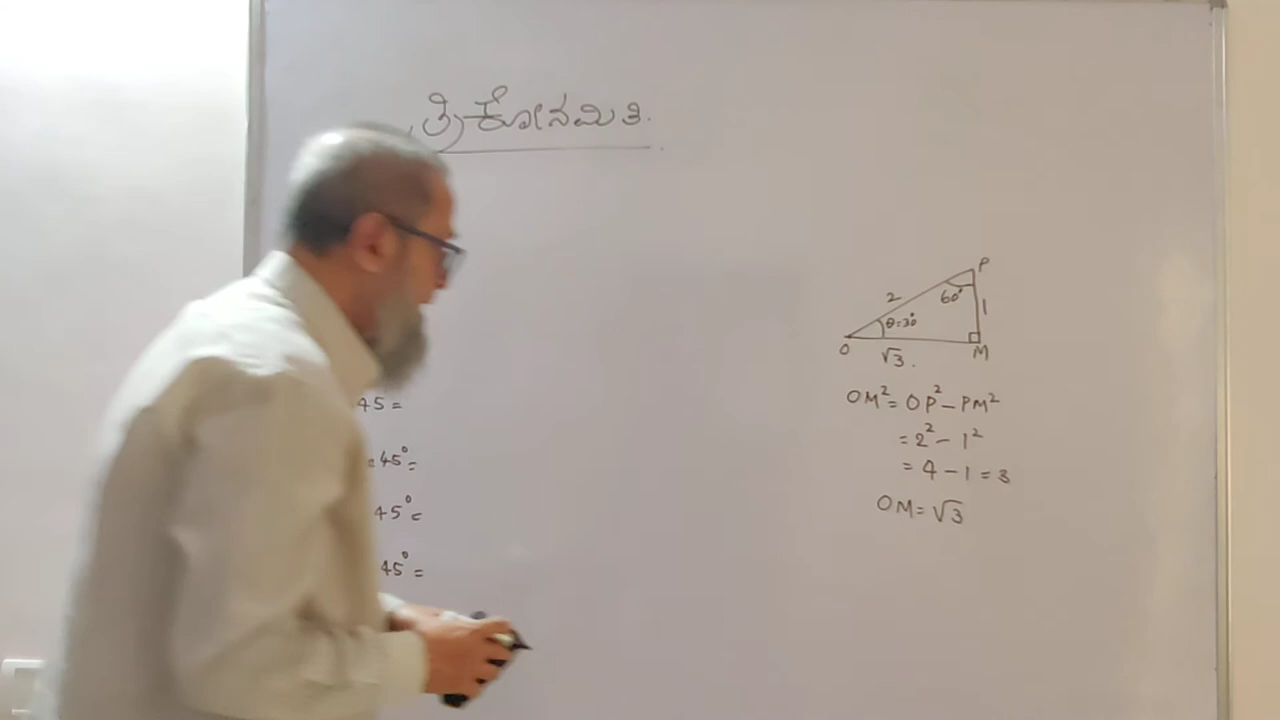 ತ್ರಿಕೋನಮಿತಿ.
45 =
45° =
45° =
45° =
P
2
60°
1
θ=30°
O
√3.
M
OM² = OP² - PM²
= 2² - 1²
= 4 - 1 = 3
OM = √3